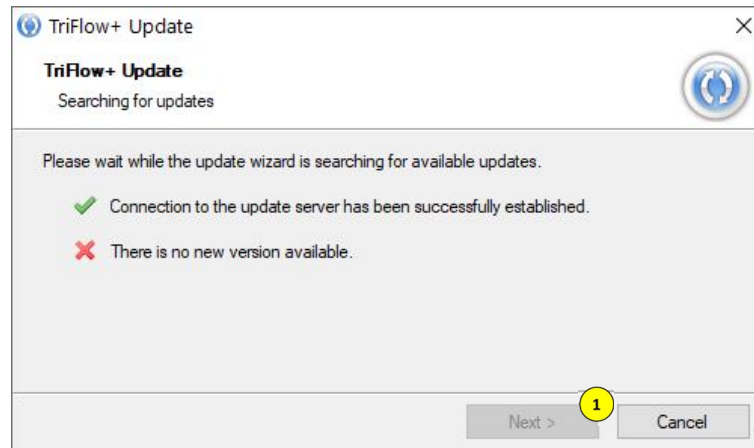 TriFlow+ Update
TriFlow+ Update
Searching for updates
Please wait while the update wizard is searching for available updates.
Connection to the update server has been successfully established.
There is no new version available.
1
Next >
Cancel